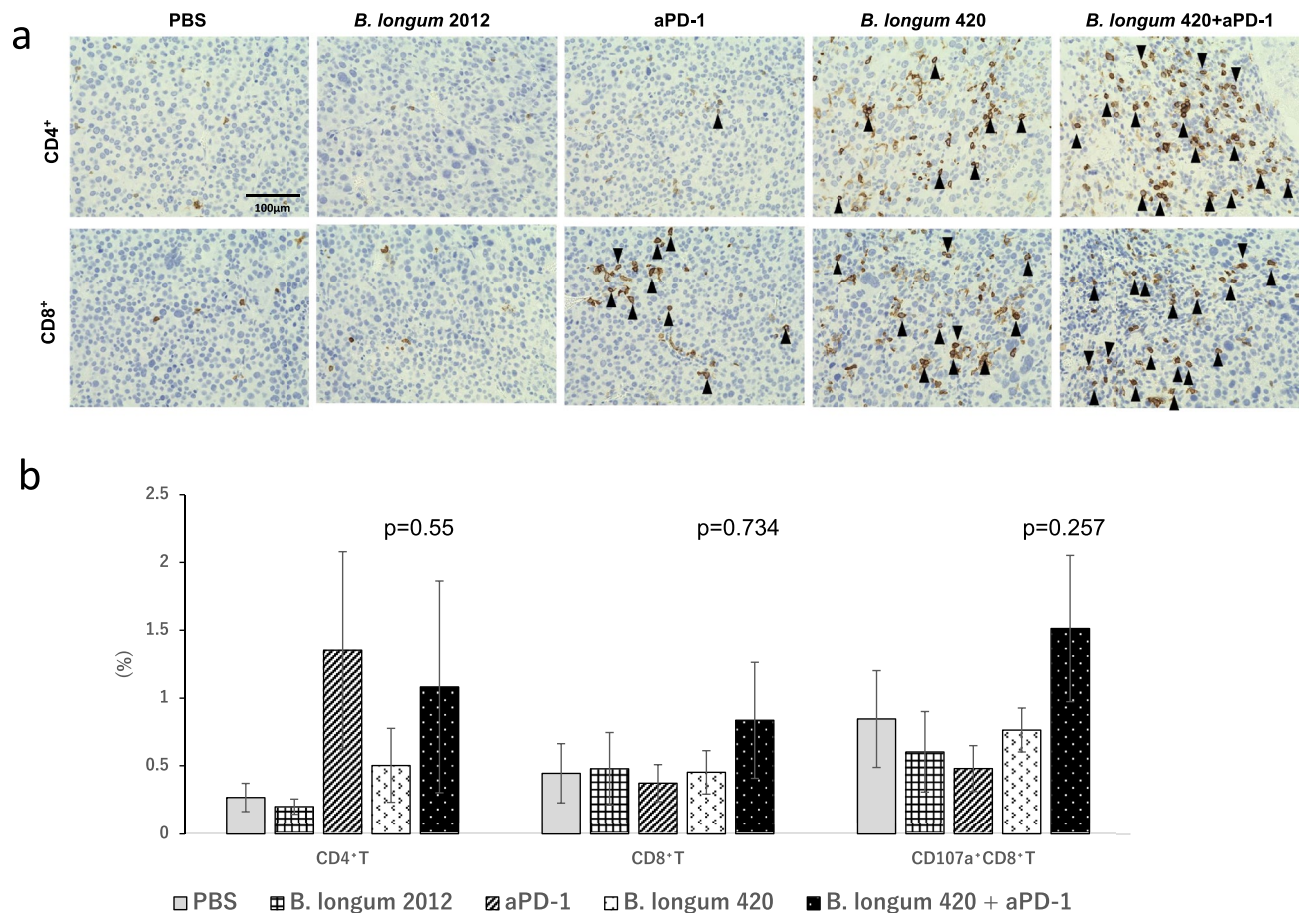 a
PBS
B. longum 2012
aPD-1
B. longum 420
B. longum 420+aPD-1
CD4⁺
100μm
CD8⁺
b
2.5
2
1.5
1
0.5
0
(%)
p=0.55
p=0.734
p=0.257
CD4⁺T
CD8⁺T
CD107a⁺CD8⁺T
PBS
B. longum 2012
aPD-1
B. longum 420
B. longum 420 + aPD-1